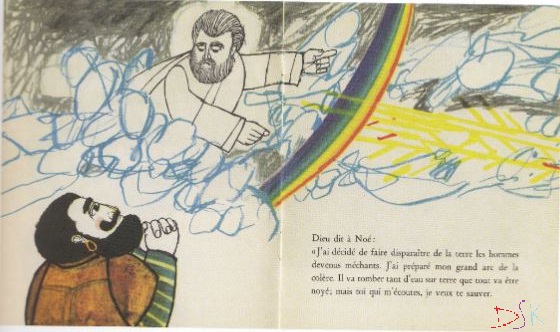 Dieu dit à Noé :
«J'ai décidé de faire disparaître de la terre les hommes
devenus méchants. J'ai préparé mon grand arc de la
colère. Il va tomber tant d'eau sur terre que tout va être
noyé; mais toi qui m'écoutes, je veux te sauver.
DSK